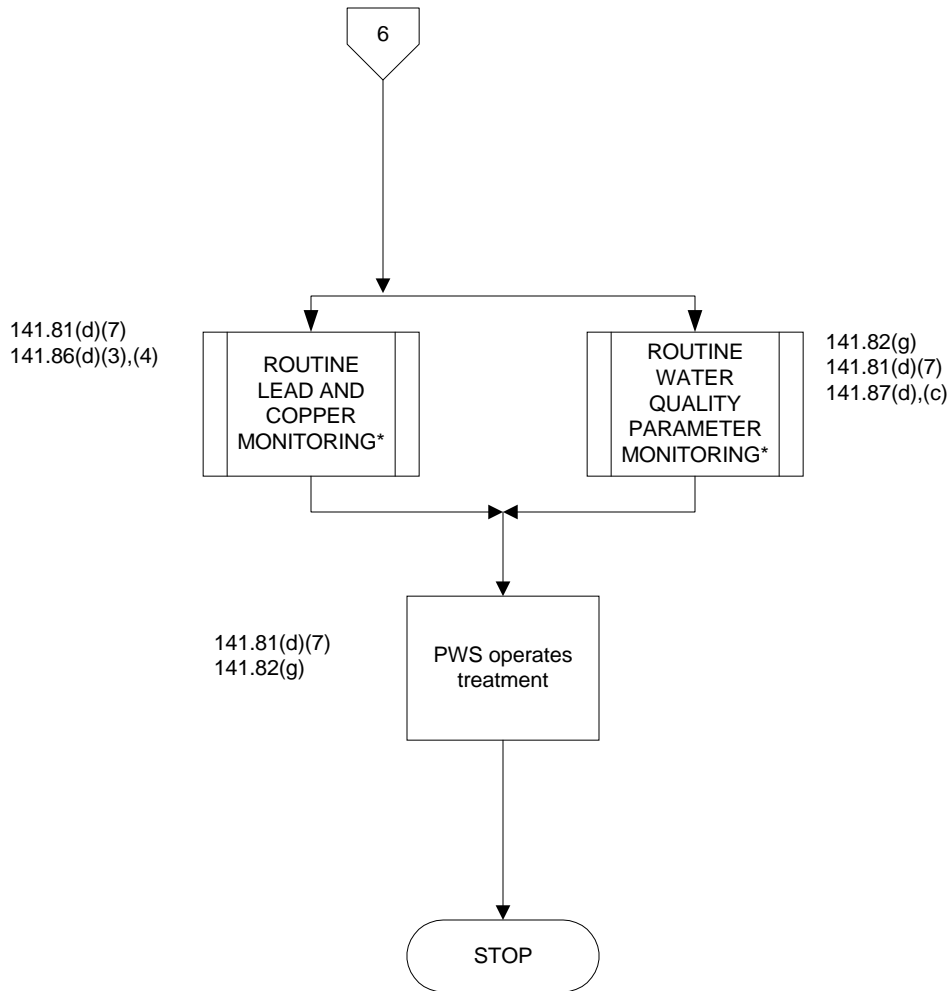 6
141.81(d)(7)
141.86(d)(3),(4)
ROUTINE
LEAD AND
COPPER
MONITORING*
ROUTINE
WATER
QUALITY
PARAMETER
MONITORING*
141.82(g)
141.81(d)(7)
141.87(d),(c)
141.81(d)(7)
141.82(g)
PWS operates
treatment
STOP